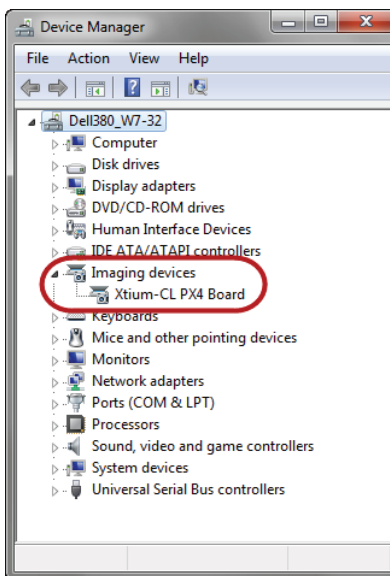 Device Manager
File Action View Help
Dell380_W7-32
Computer
Disk drives
Display adapters
DVD/CD-ROM drives
Human Interface Devices
IDE ATA/ATAPI controllers
Imaging devices
Xtium-CL PX4 Board
Keyboards
Mice and other pointing devices
Monitors
Network adapters
Ports (COM & LPT)
Processors
Sound, video and game controllers
System devices
Universal Serial Bus controllers